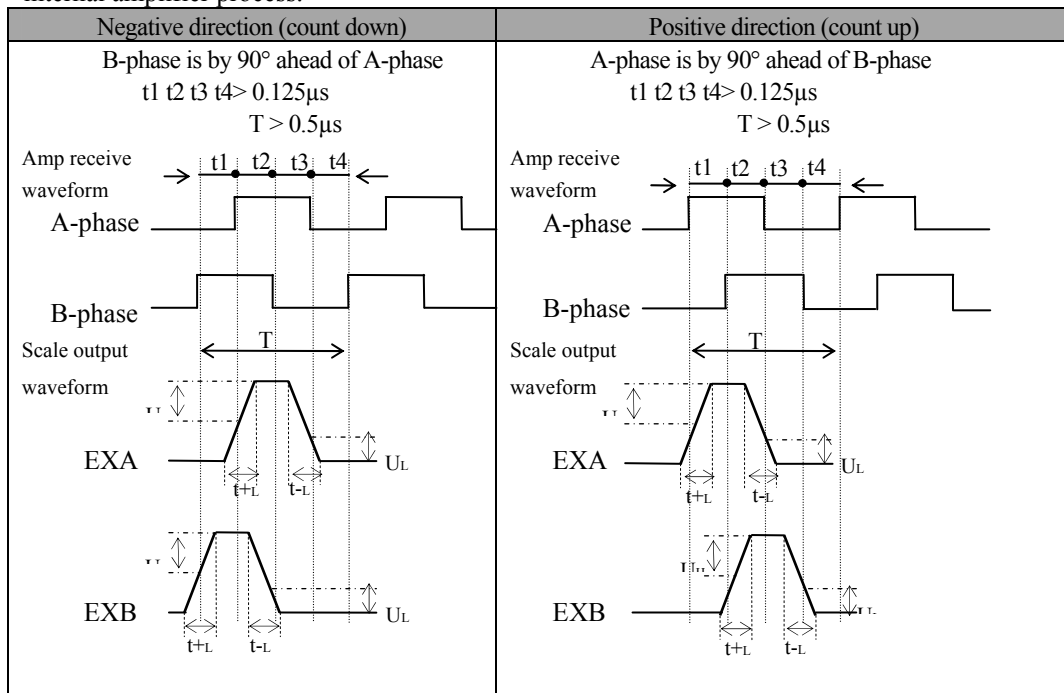 internal amplifier process.
Negative direction (count down)
B-phase is by 90° ahead of A-phase
t1 t2 t3 t4> 0.125μs
T > 0.5μs
Amp receive
waveform
t1 t2 t3 t4
A-phase
B-phase
Scale output
waveform
T
EXA
UL
t+L t-L
EXB
UL
t+L t-L
Positive direction (count up)
A-phase is by 90° ahead of B-phase
t1 t2 t3 t4> 0.125μs
T > 0.5μs
Amp receive
waveform
t1 t2 t3 t4
A-phase
B-phase
Scale output
waveform
T
EXA
UL
t+L t-L
EXB
t+L t-L